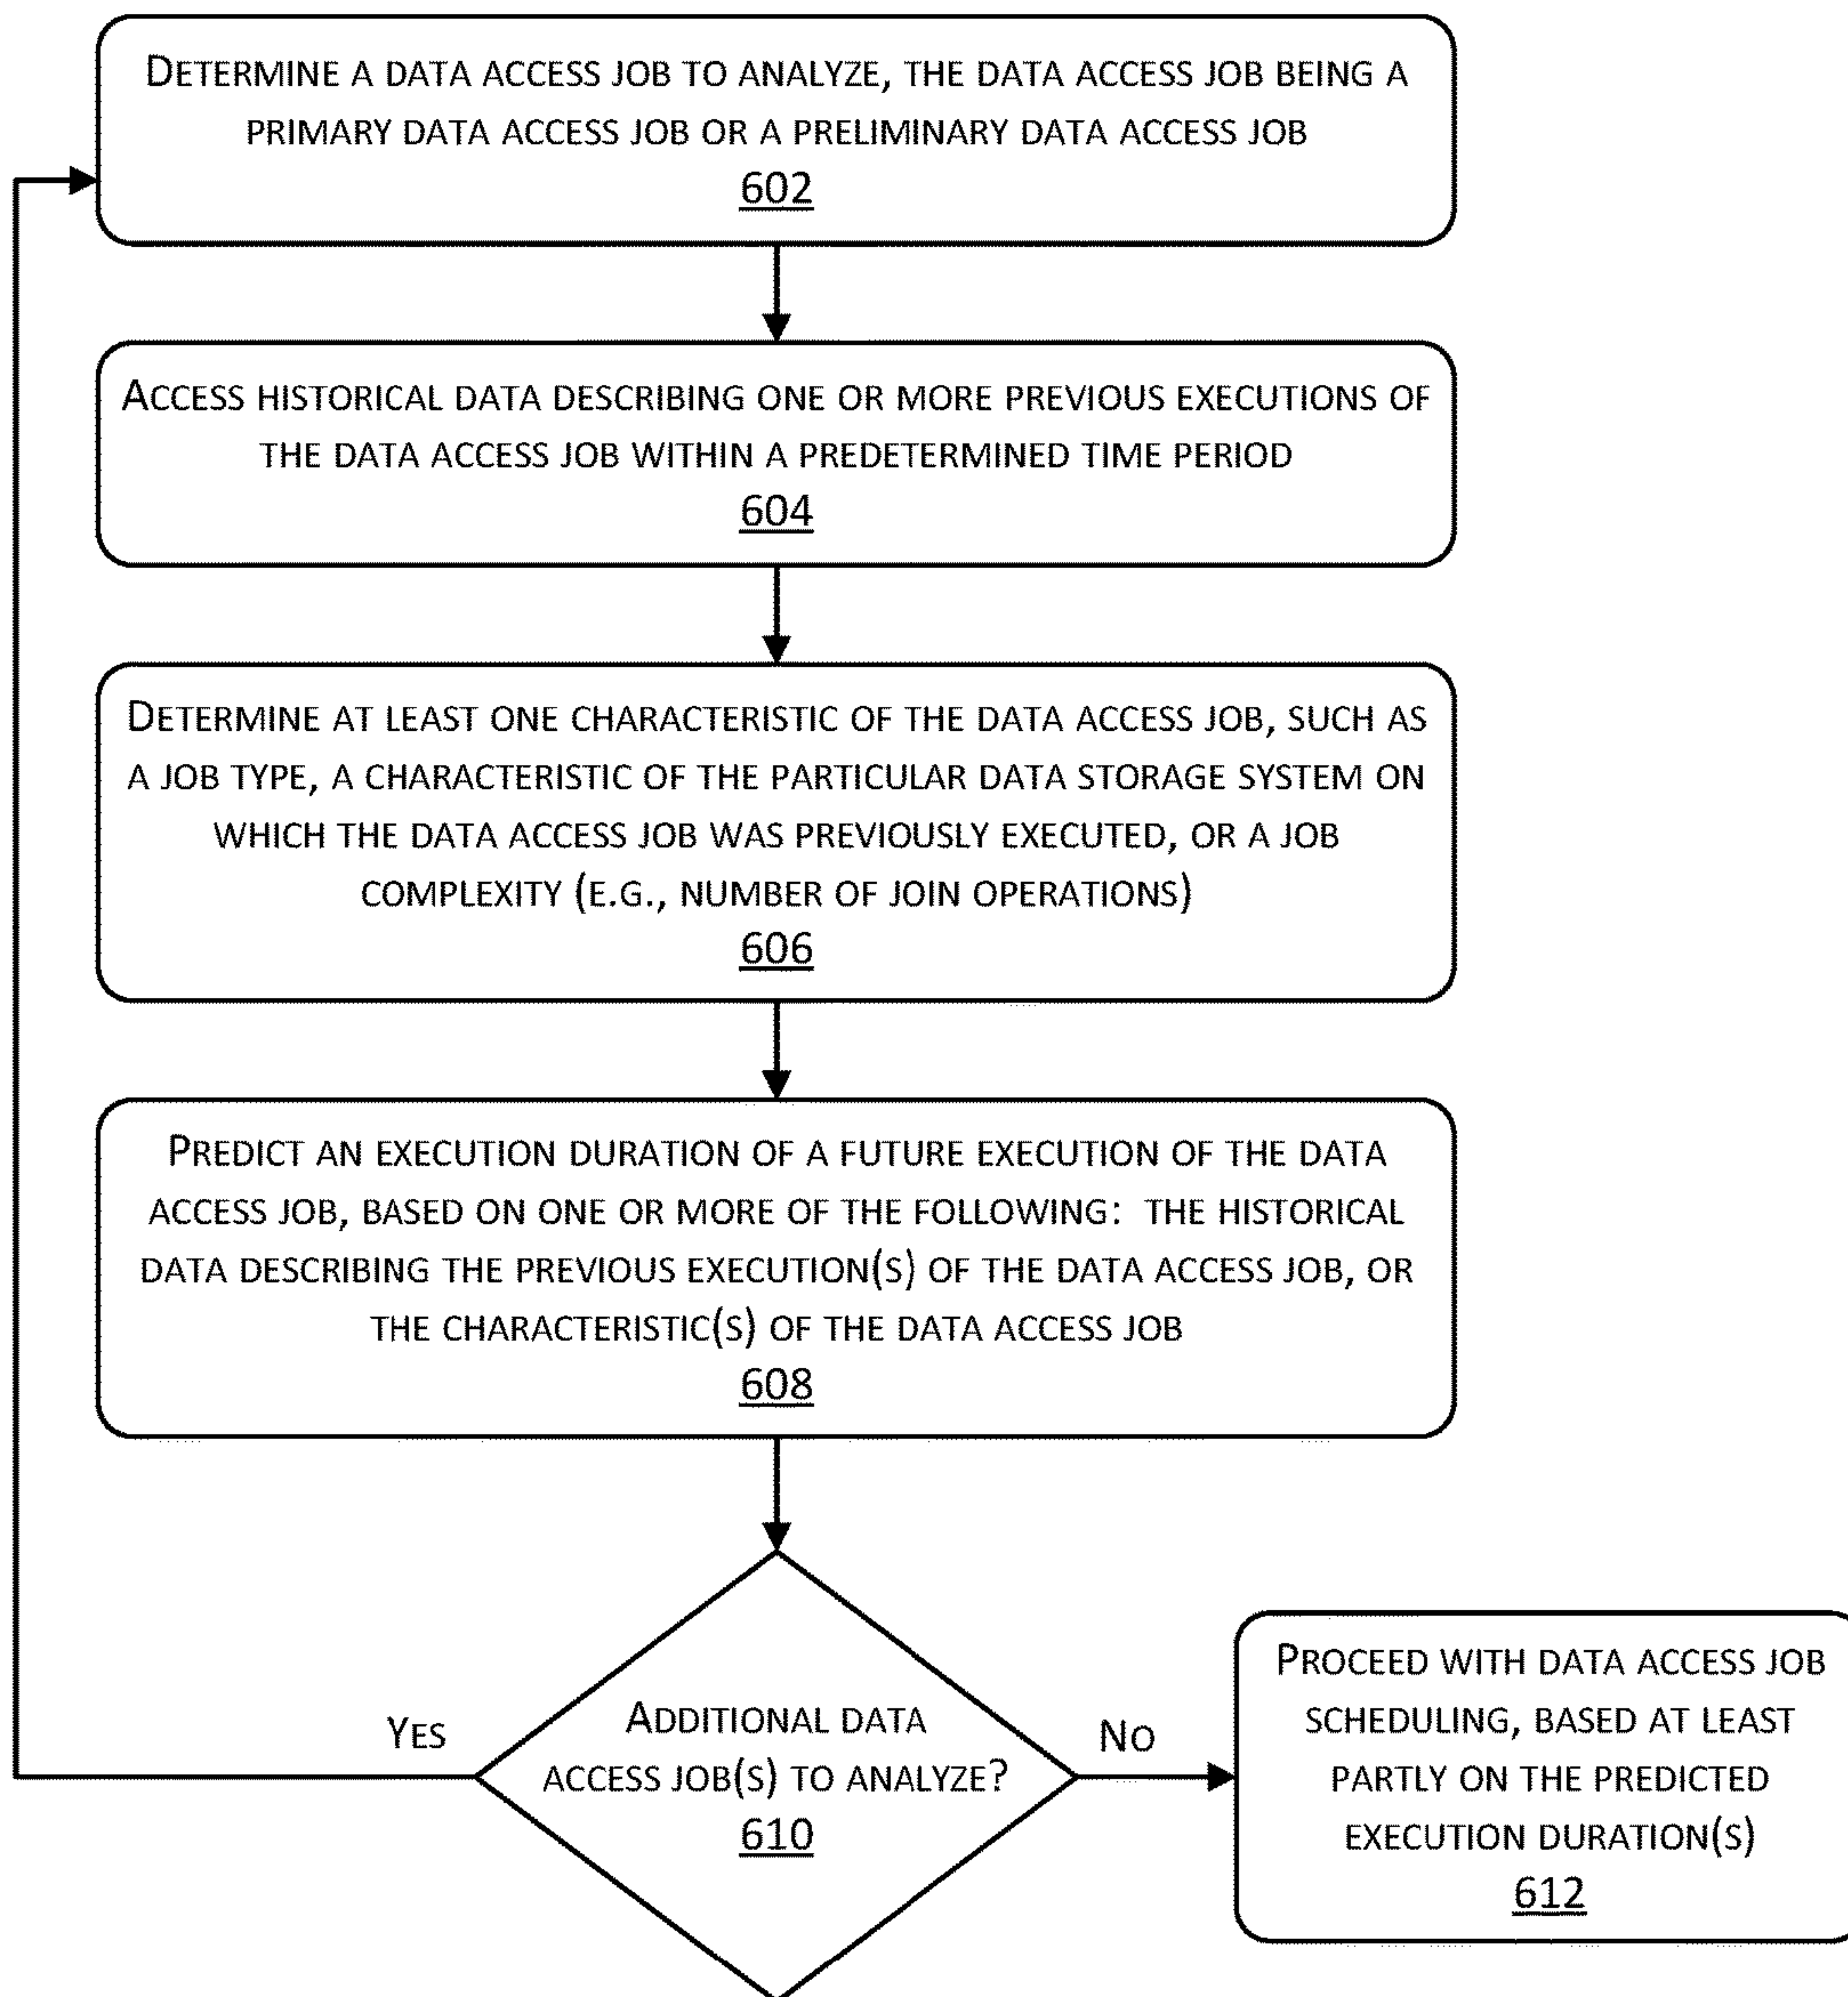 Determine a data access job to analyze, the data access job being a
primary data access job or a preliminary data access job
602
Access historical data describing one or more previous executions of
the data access job within a predetermined time period
604
Determine at least one characteristic of the data access job, such as
a job type, a characteristic of the particular data storage system on
which the data access job was previously executed, or a job
complexity (e.g., number of join operations)
606
Predict an execution duration of a future execution of the data
access job, based on one or more of the following: the historical
data describing the previous execution(s) of the data access job, or
the characteristic(s) of the data access job
608
Yes
Additional data
access job(s) to analyze?
610
No
Proceed with data access job
scheduling, based at least
partly on the predicted
execution duration(s)
612